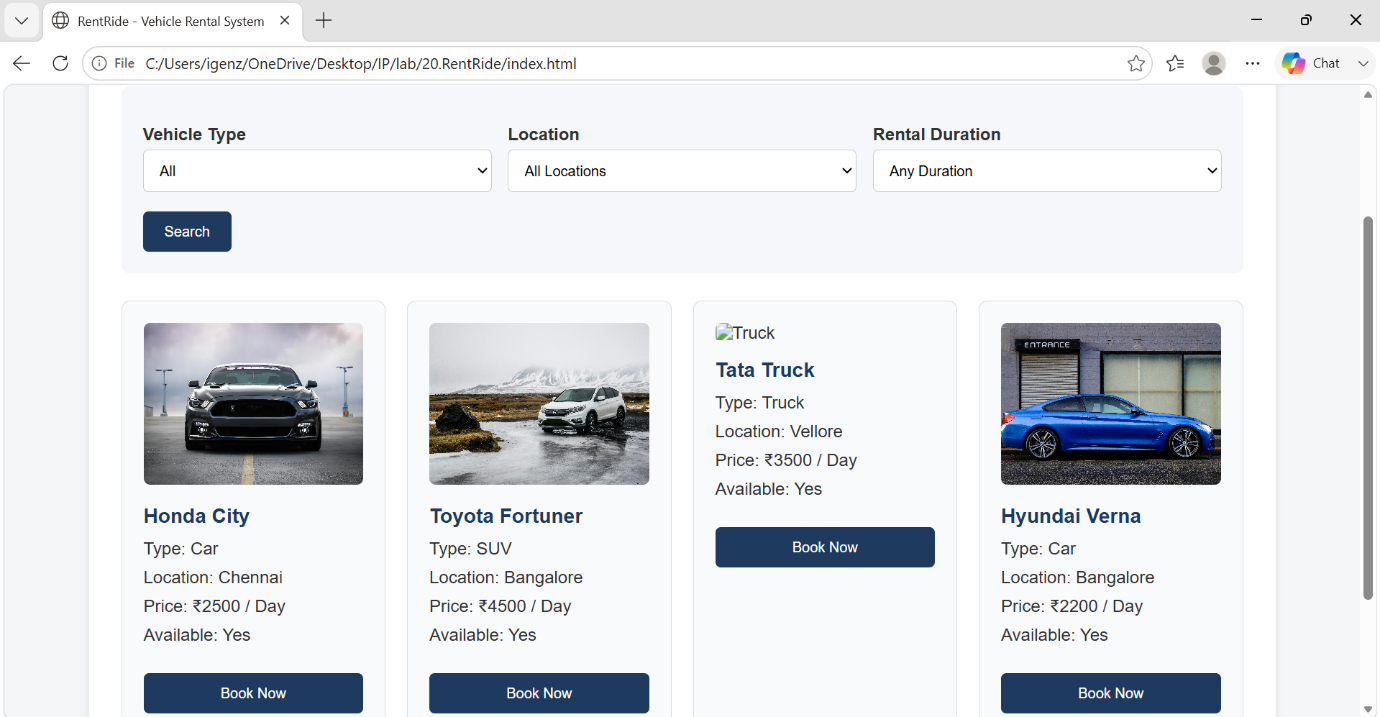 RentRide - Vehicle Rental System
File C:/Users/igenz/OneDrive/Desktop/IP/lab/20.RentRide/index.html
Chat
Vehicle Type
Location
Rental Duration
All
All Locations
Any Duration
Search
Honda City
Type: Car
Location: Chennai
Price: ₹2500 / Day
Available: Yes
Book Now
Toyota Fortuner
Type: SUV
Location: Bangalore
Price: ₹4500 / Day
Available: Yes
Book Now
Truck
Tata Truck
Type: Truck
Location: Vellore
Price: ₹3500 / Day
Available: Yes
Book Now
ENTRANCE
Hyundai Verna
Type: Car
Location: Bangalore
Price: ₹2200 / Day
Available: Yes
Book Now